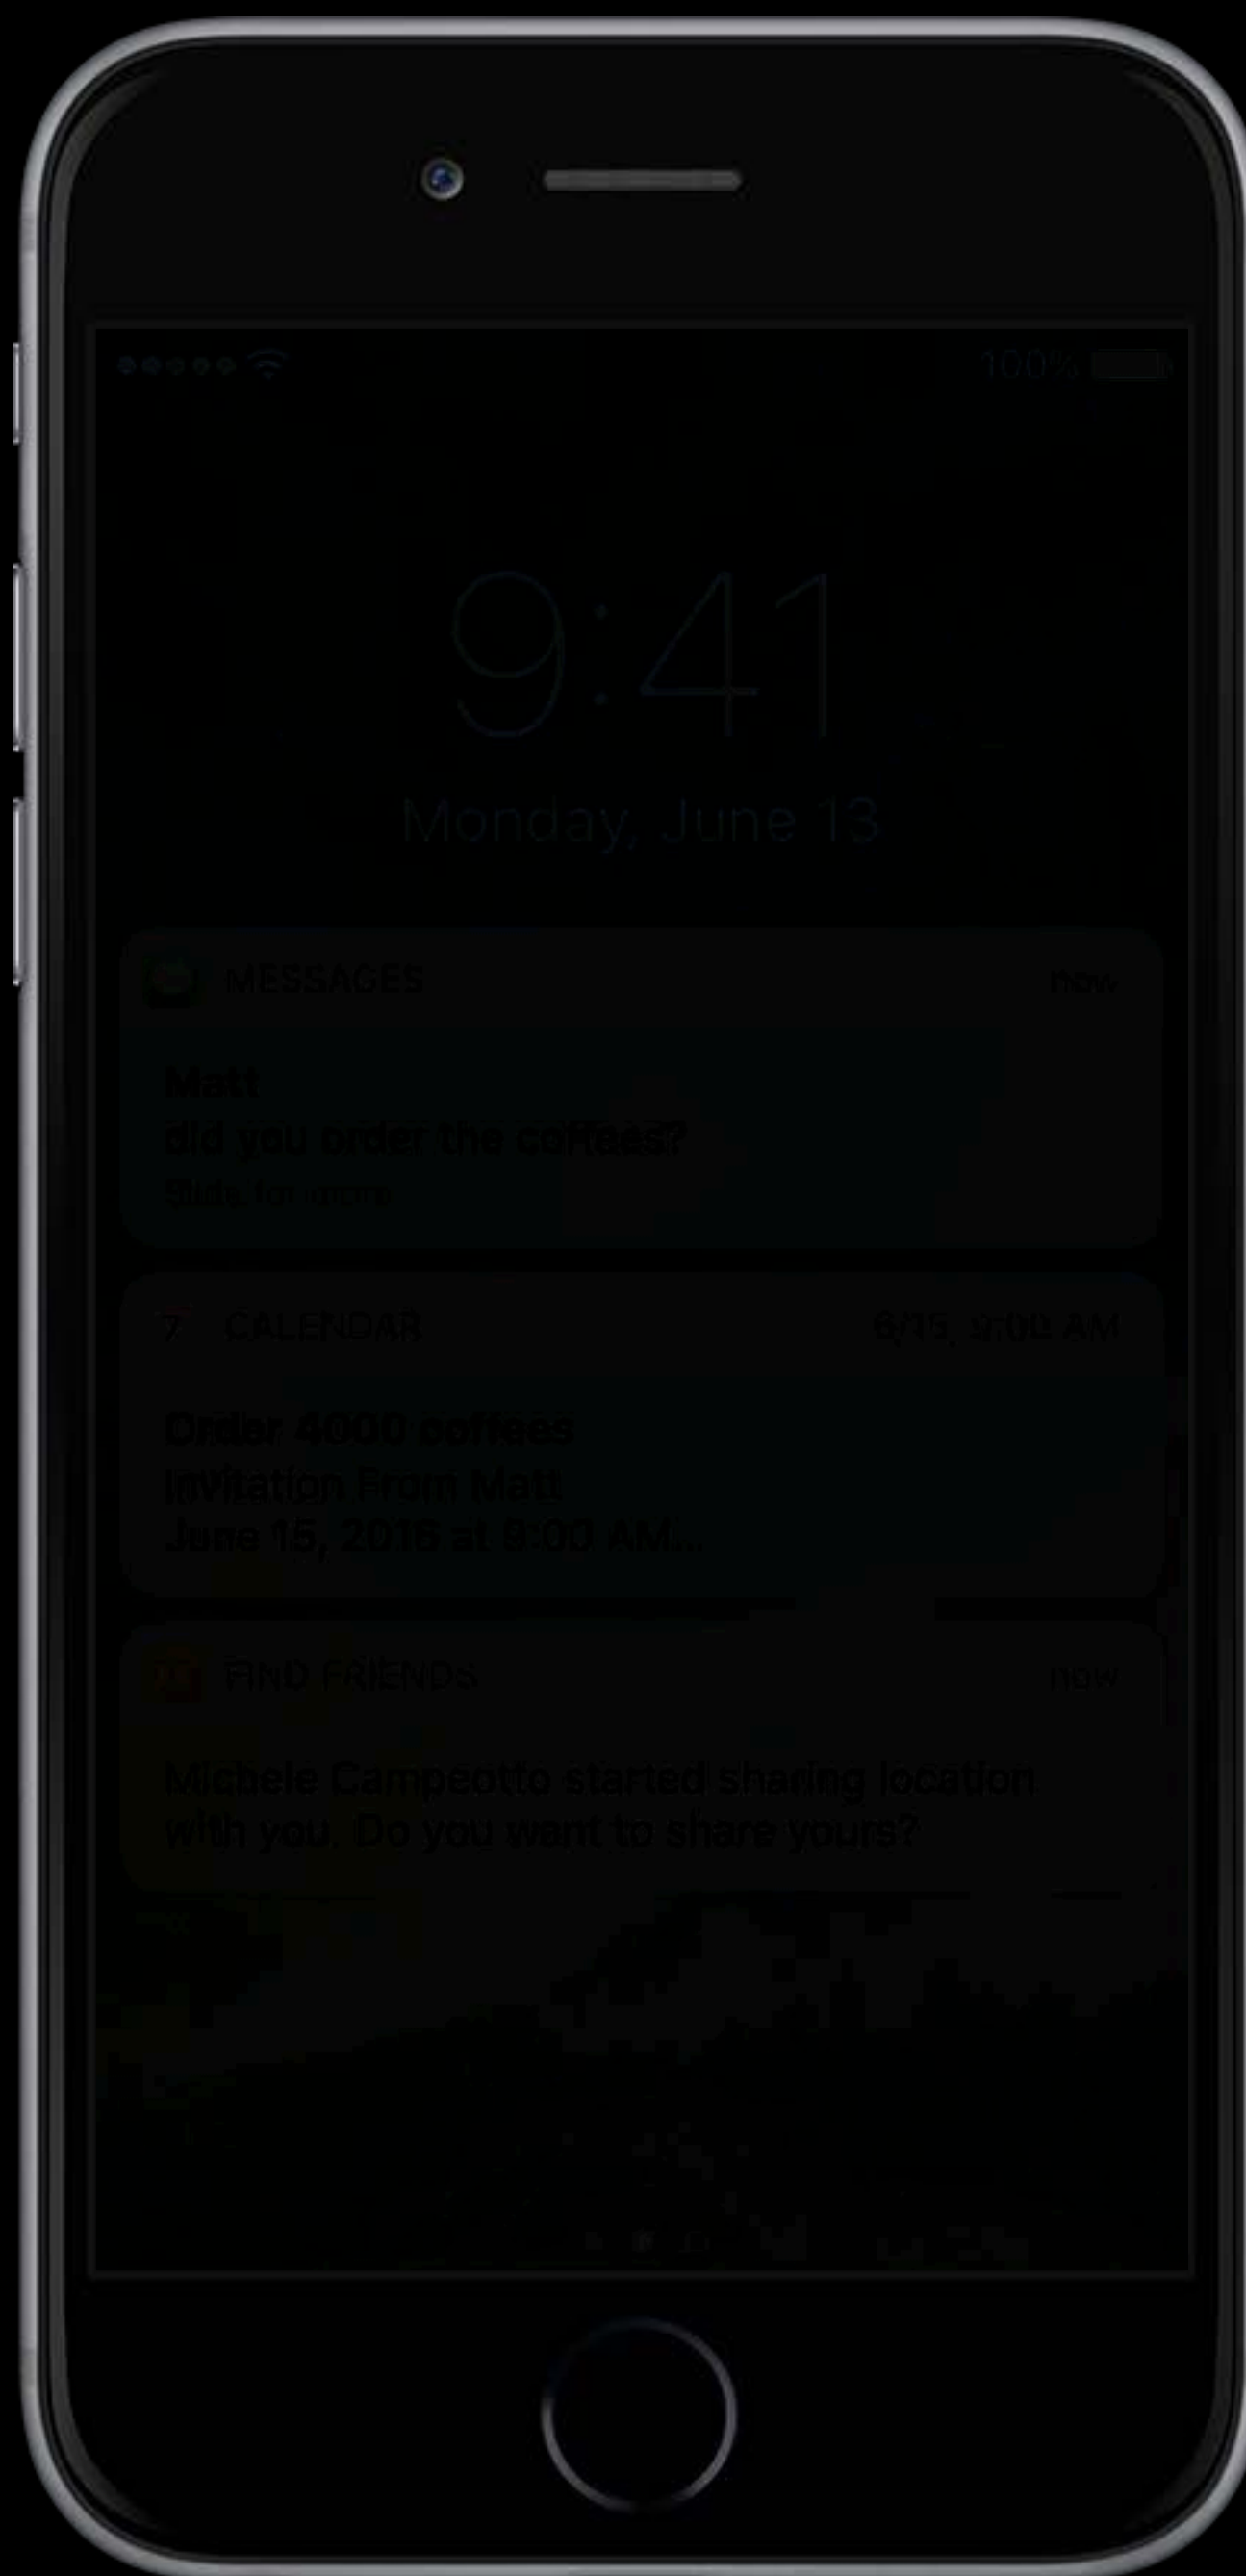 100%
9:41
Monday, June 13
MESSAGES now
Matt
did you order the coffees?
Slide for more
CALENDAR 6/15, 9:00 AM
Order 4000 coffees
Invitation From Matt
June 15, 2016 at 9:00 AM...
FIND FRIENDS now
Michele Campeotto started sharing location
with you. Do you want to share yours?